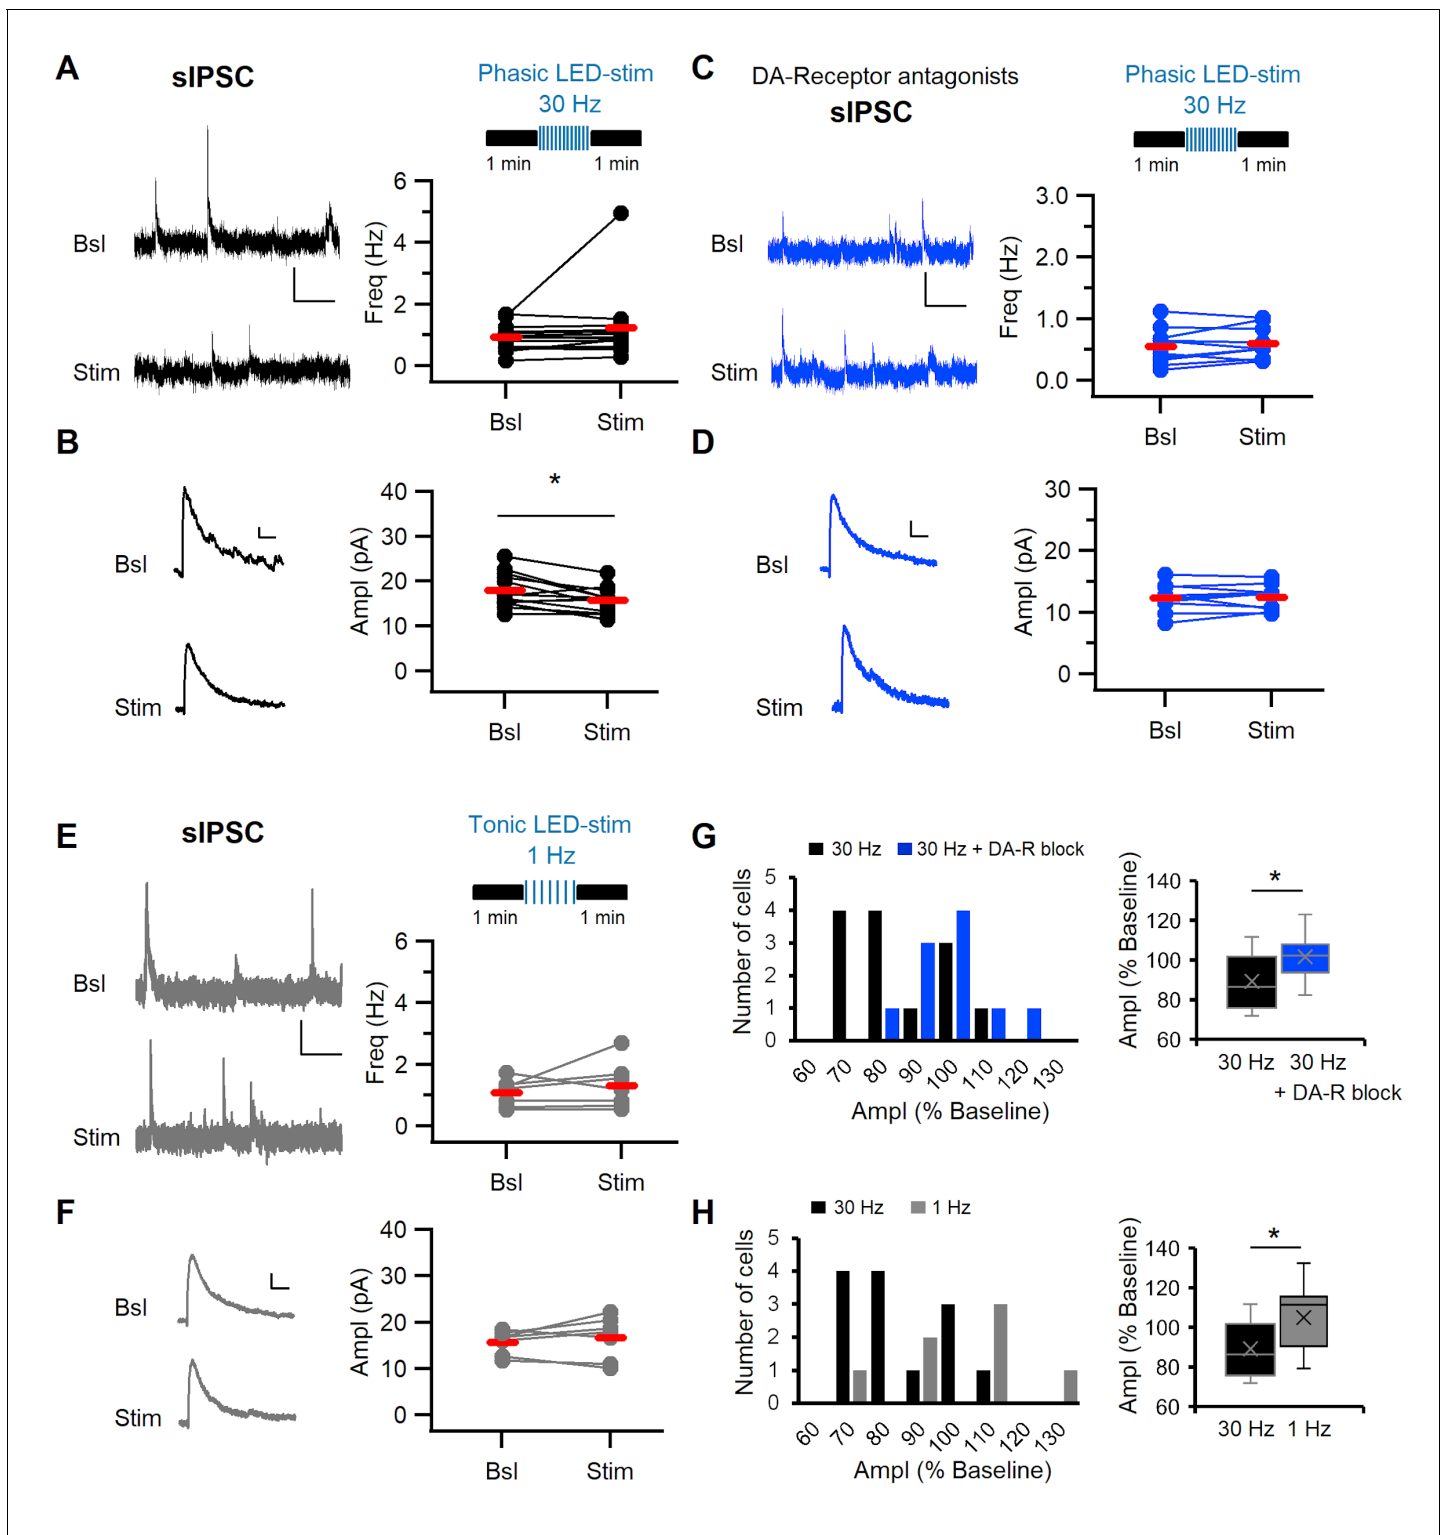 A
sIPSC
Phasic LED-stim
30 Hz
1 min
1 min
Bsl
Stim
Freq (Hz)
6
4
2
0
Bsl
Stim
B
Bsl
Stim
*
Ampl (pA)
40
30
20
10
0
Bsl
Stim
C
DA-Receptor antagonists
sIPSC
Phasic LED-stim
30 Hz
1 min
1 min
Bsl
Stim
Freq (Hz)
3.0
2.0
1.0
0.0
Bsl
Stim
D
Bsl
Stim
Ampl (pA)
30
20
10
0
Bsl
Stim
E
sIPSC
Tonic LED-stim
1 Hz
1 min
1 min
Bsl
Stim
Freq (Hz)
6
4
2
0
Bsl
Stim
F
Bsl
Stim
Ampl (pA)
40
30
20
10
0
Bsl
Stim
G
30 Hz
30 Hz + DA-R block
Number of cells
5
4
3
2
1
0
60
70
80
90
100
110
120
130
Ampl (% Baseline)
*
Ampl (% Baseline)
140
120
100
80
60
30 Hz
30 Hz
+ DA-R block
H
30 Hz
1 Hz
Number of cells
5
4
3
2
1
0
60
70
80
90
100
110
120
130
Ampl (% Baseline)
*
Ampl (% Baseline)
140
120
100
80
60
30 Hz
1 Hz